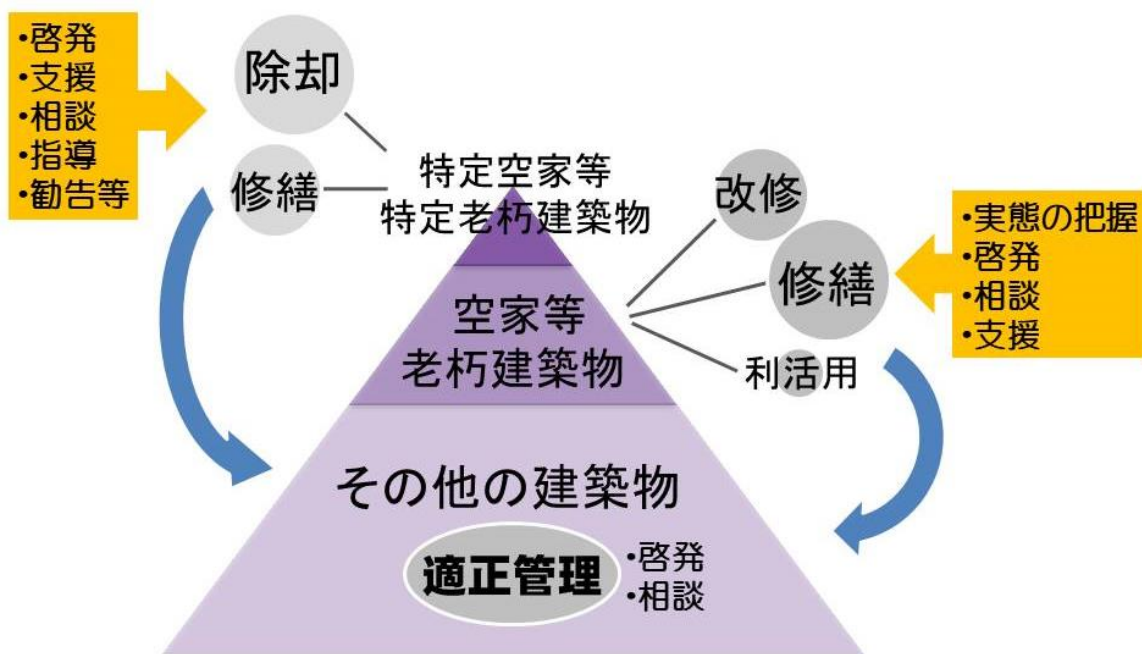 ・啓発
・支援
・相談
・指導
・勧告等
除却
修繕
特定空家等
特定老朽建築物
改修
修繕
利活用
・実態の把握
・啓発
・相談
・支援
空家等
老朽建築物
その他の建築物
適正管理
・啓発
・相談